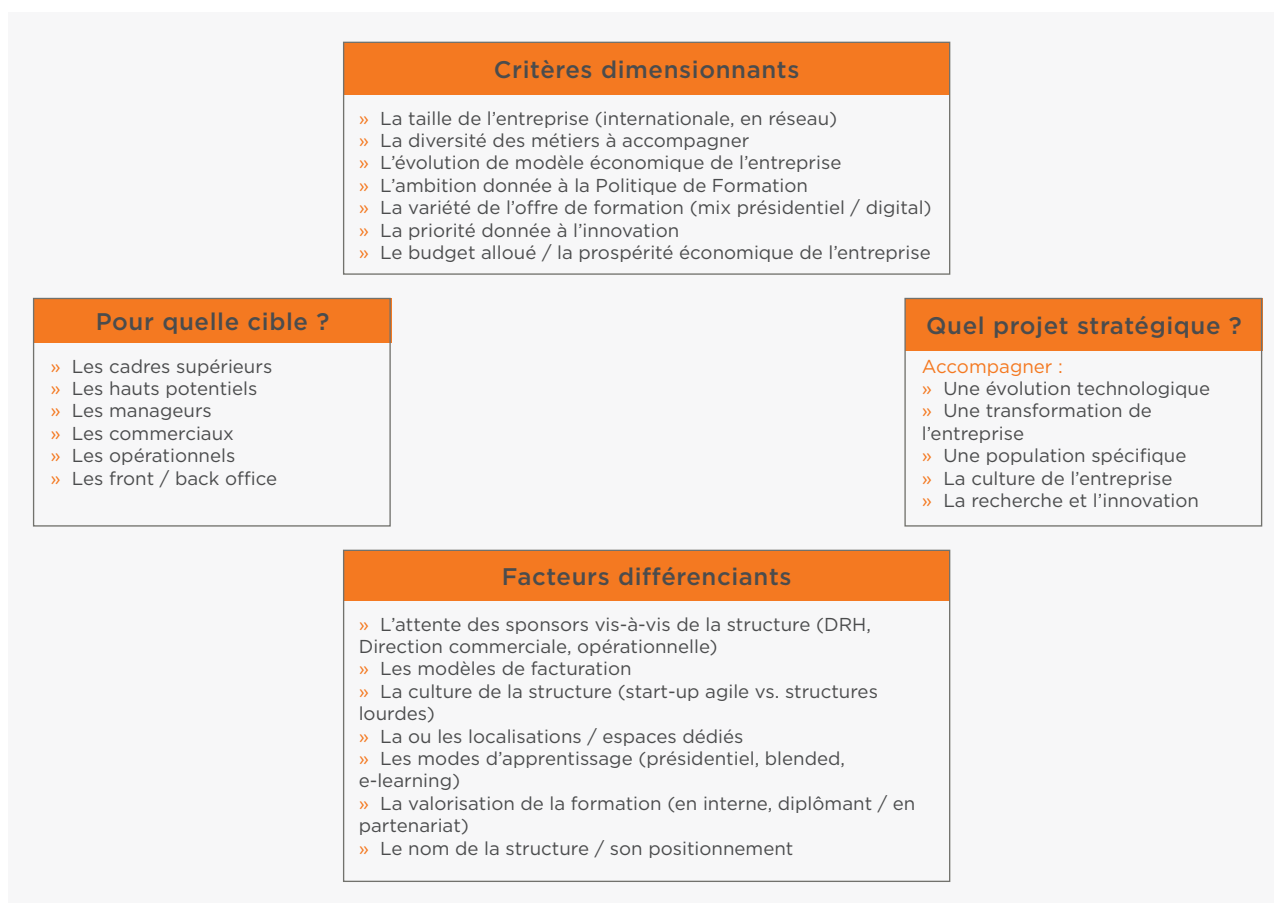 Critères dimensionnants
» La taille de l’entreprise (internationale, en réseau)
» La diversité des métiers à accompagner
» L’évolution de modèle économique de l’entreprise
» L’ambition donnée à la Politique de Formation
» La variété de l’offre de formation (mix présidentiel / digital)
» La priorité donnée à l’innovation
» Le budget alloué / la prospérité économique de l’entreprise
Pour quelle cible ?
» Les cadres supérieurs
» Les hauts potentiels
» Les manageurs
» Les commerciaux
» Les opérationnels
» Les front / back office
Quel projet stratégique ?
Accompagner :
» Une évolution technologique
» Une transformation de
l’entreprise
» Une population spécifique
» La culture de l’entreprise
» La recherche et l’innovation
Facteurs différenciants
» L’attente des sponsors vis-à-vis de la structure (DRH,
Direction commerciale, opérationnelle)
» Les modèles de facturation
» La culture de la structure (start-up agile vs. structures
lourdes)
» La ou les localisations / espaces dédiés
» Les modes d’apprentissage (présidentiel, blended,
e-learning)
» La valorisation de la formation (en interne, diplômant / en
partenariat)
» Le nom de la structure / son positionnement